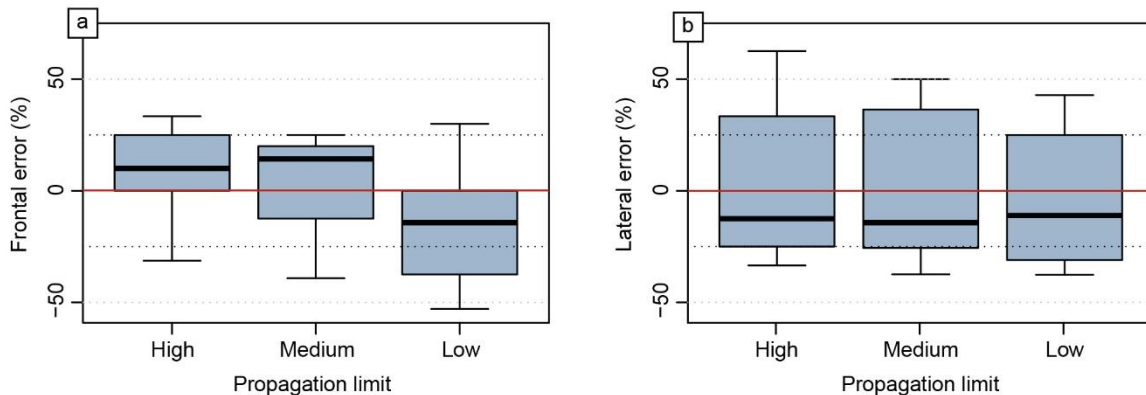 a
Frontal error (%)
50
0
−50
High Medium Low
Propagation limit
b
Lateral error (%)
50
0
−50
High Medium Low
Propagation limit